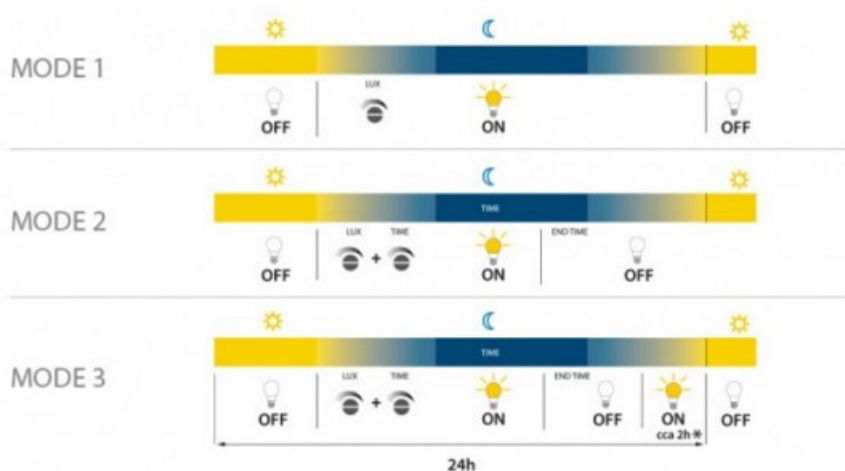 MODE 1
LUX
OFF ON OFF
MODE 2
TIME
LUX TIME END TIME
+
OFF ON OFF
MODE 3
TIME
LUX TIME END TIME
+
OFF ON OFF ON OFF
cca 2h *
24h